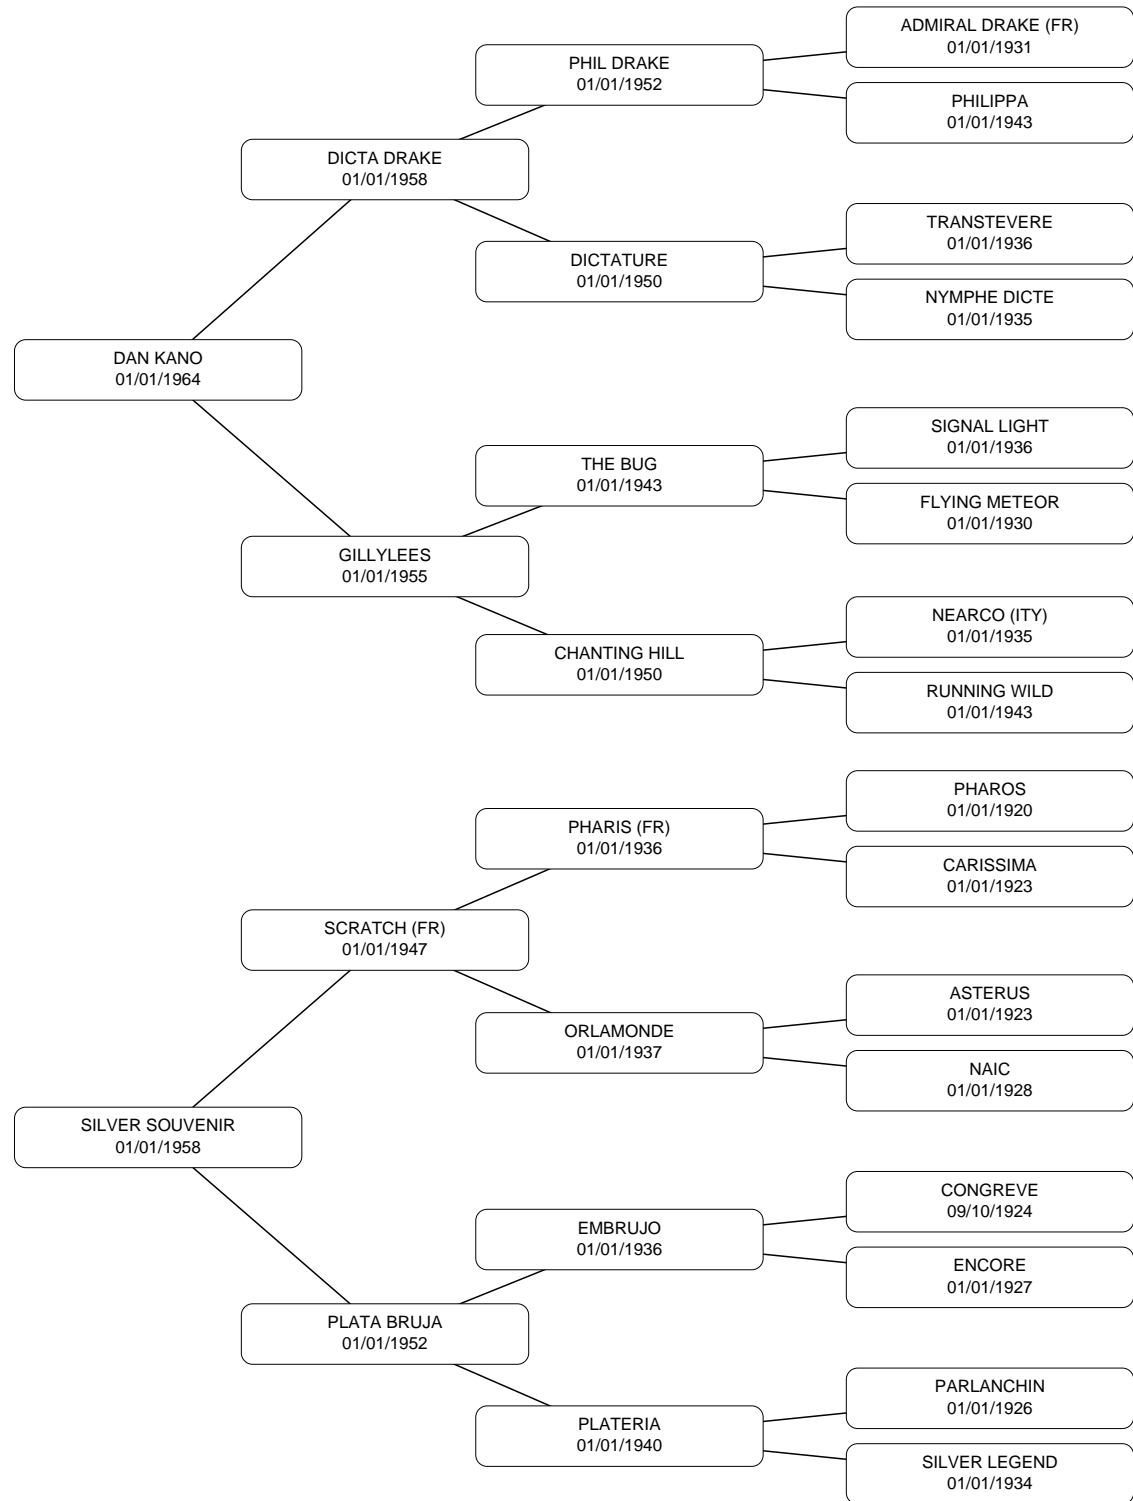 ADMIRAL DRAKE (FR)
01/01/1931
PHIL DRAKE
01/01/1952
PHILIPPA
01/01/1943
DICTA DRAKE
01/01/1958
TRANSTEVERE
01/01/1936
DICTATURE
01/01/1950
NYMPHE DICTE
01/01/1935
DAN KANO
01/01/1964
SIGNAL LIGHT
01/01/1936
THE BUG
01/01/1943
FLYING METEOR
01/01/1930
GILLYLEES
01/01/1955
NEARCO (ITY)
01/01/1935
CHANTING HILL
01/01/1950
RUNNING WILD
01/01/1943
PHAROS
01/01/1920
PHARIS (FR)
01/01/1936
CARISSIMA
01/01/1923
SCRATCH (FR)
01/01/1947
ASTERUS
01/01/1923
ORLAMONDE
01/01/1937
NAIC
01/01/1928
SILVER SOUVENIR
01/01/1958
CONGREVE
09/10/1924
EMBRUJO
01/01/1936
ENCORE
01/01/1927
PLATA BRUJA
01/01/1952
PARLANCHIN
01/01/1926
PLATERIA
01/01/1940
SILVER LEGEND
01/01/1934